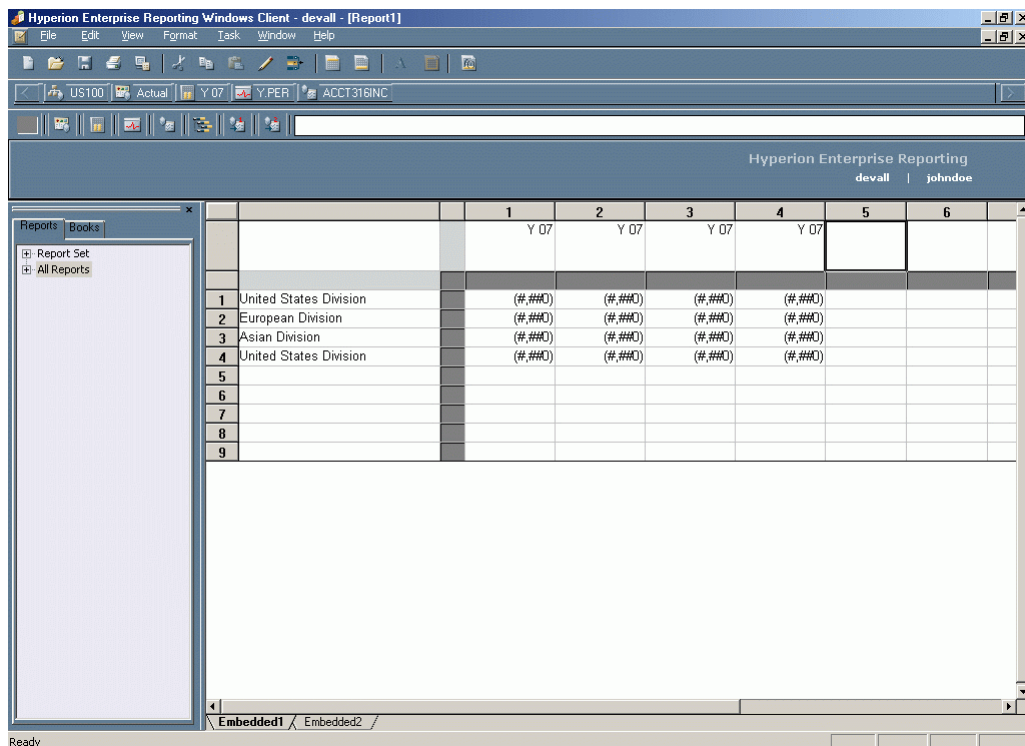 Hyperion Enterprise Reporting Windows Client - devall - [Report1]
File Edit View Format Task Window Help
US100 Actual Y 07 Y.PER ACCT316INC
Hyperion Enterprise Reporting
devall | johndoe
Reports Books
Report Set
All Reports
1 2 3 4 5 6
Y 07 Y 07 Y 07 Y 07
1 United States Division (#,##0) (#,##0) (#,##0) (#,##0)
2 European Division (#,##0) (#,##0) (#,##0) (#,##0)
3 Asian Division (#,##0) (#,##0) (#,##0) (#,##0)
4 United States Division (#,##0) (#,##0) (#,##0) (#,##0)
5
6
7
8
9
Embedded1 Embedded2
Ready